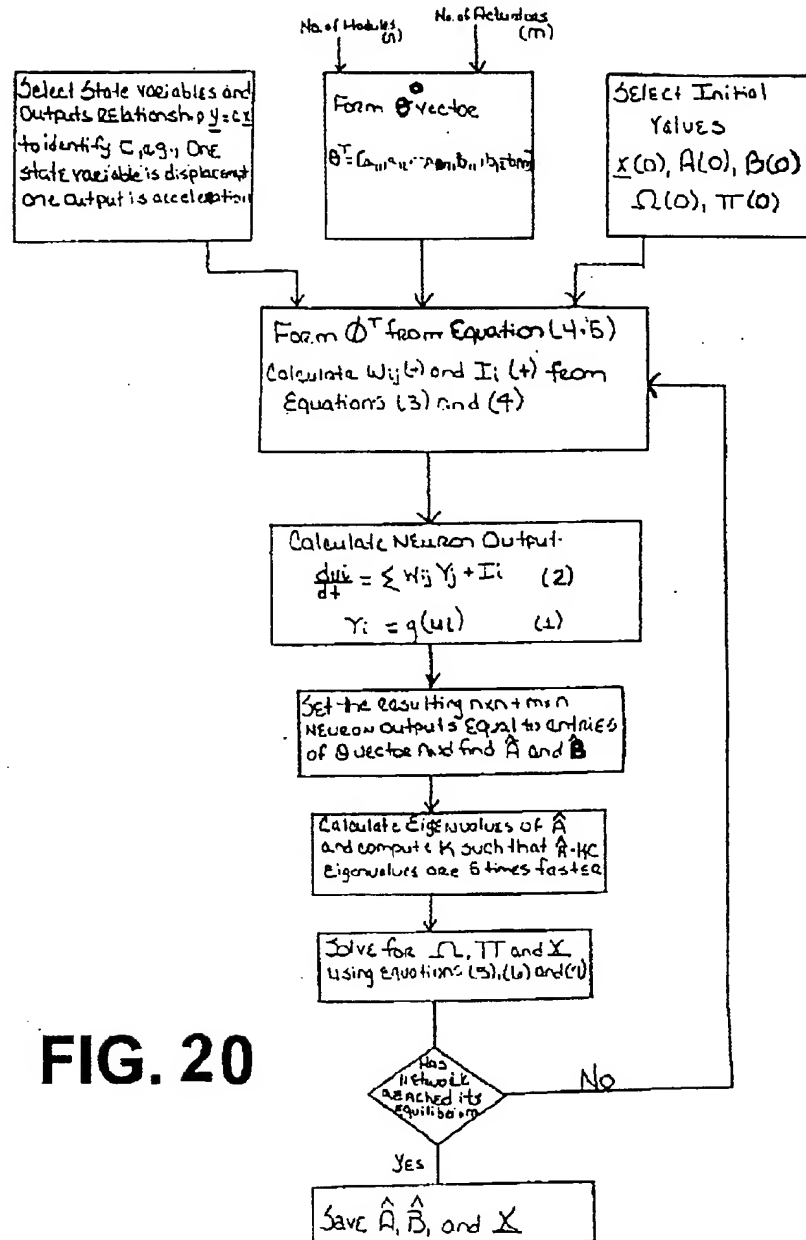 No. of Modules
(n)
No. of Actuators
(m)
Select State variables and
Outputs Relationship y=cx
to identify C, e.g., One
state variable is displacemt
one output is acceleration
Form θ vector
θᵀ=
Select Initial
Values
x(0), A(0), B(0)
Ω(0), Π(0)
Form Φᵀ from Equation (4.5)
Calculate Wij(t) and Ii(t) from
Equations (3) and (4)
Calculate Neuron Output
dui/dt = Σ Wij Yj + Ii (2)
Yi = g(ui) (1)
Set the resulting nxn+mxn
Neuron Outputs Equal to entries
of θ vector and find Â and B̂
Calculate Eigenvalues of Â
and compute K such that Â-KC
Eigenvalues are 5 times faster
Solve for Ω, Π and X
using Equations (5), (6) and (7)
Has
network
reached its
equilibrium
No
Yes
Save Â, B̂, and X
FIG. 20